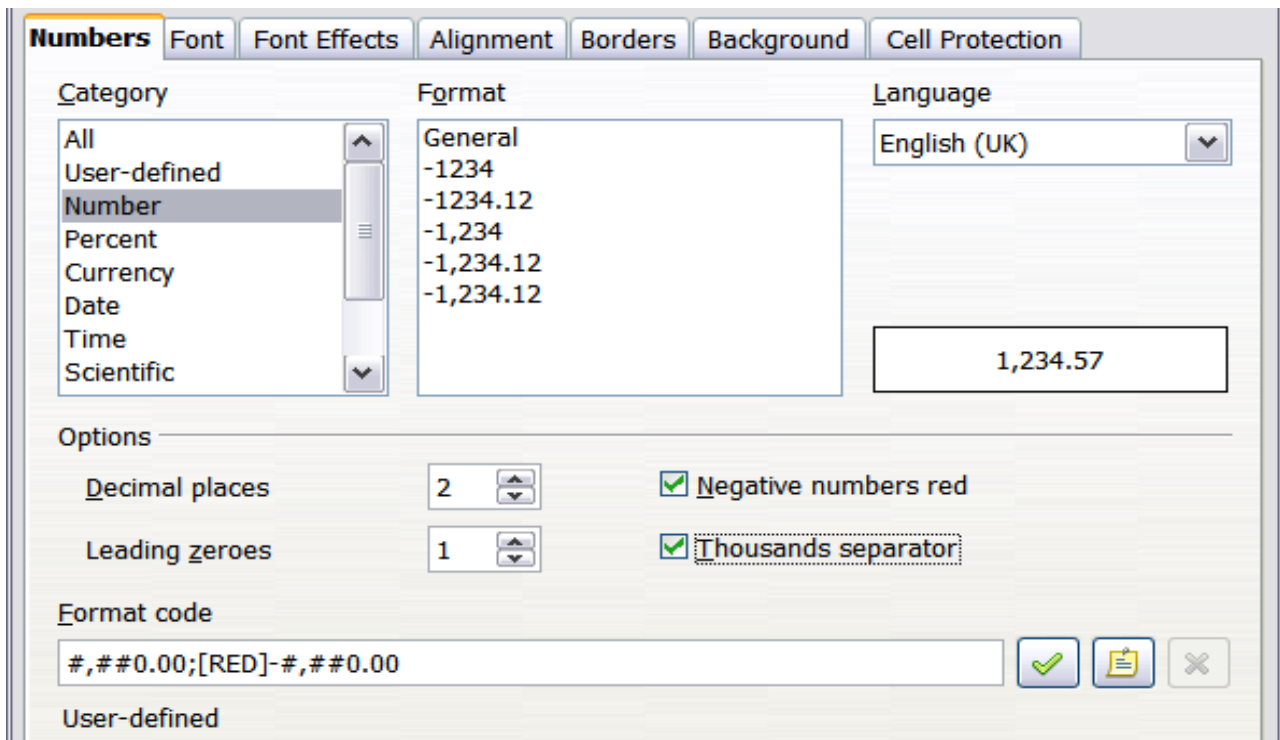 Numbers Font Font Effects Alignment Borders Background Cell Protection
Category Format Language
All
User-defined
Number
Percent
Currency
Date
Time
Scientific
General
-1234
-1234.12
-1,234
-1,234.12
-1,234.12
English (UK)
1,234.57
Options
Decimal places 2 Negative numbers red
Leading zeroes 1 Thousands separator
Format code
#,##0.00;[RED]-#,##0.00
User-defined